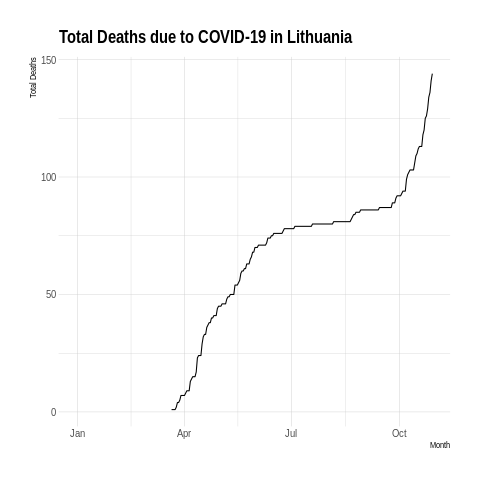 Total Deaths due to COVID-19 in Lithuania
Total Deaths
150
100
50
0
Jan Apr Jul Oct
Month